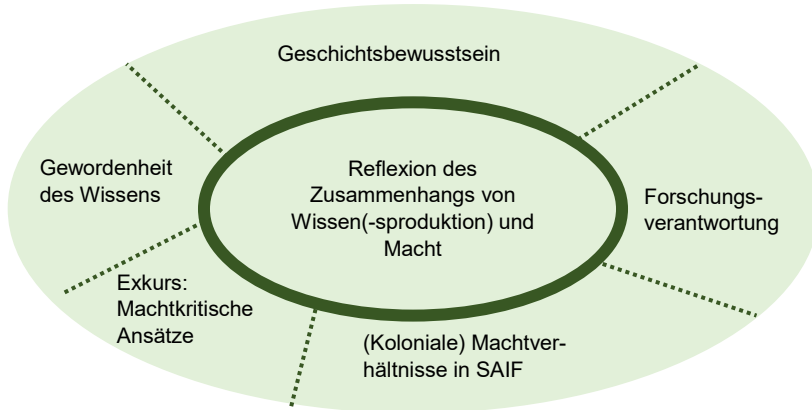 Geschichtsbewusstsein
Gewordenheit
des Wissens
Reflexion des
Zusammenhangs von
Wissen(-sproduktion) und
Macht
Forschungs-
verantwortung
Exkurs:
Machtkritische
Ansätze
(Koloniale) Machtver-
hältnisse in SAIF